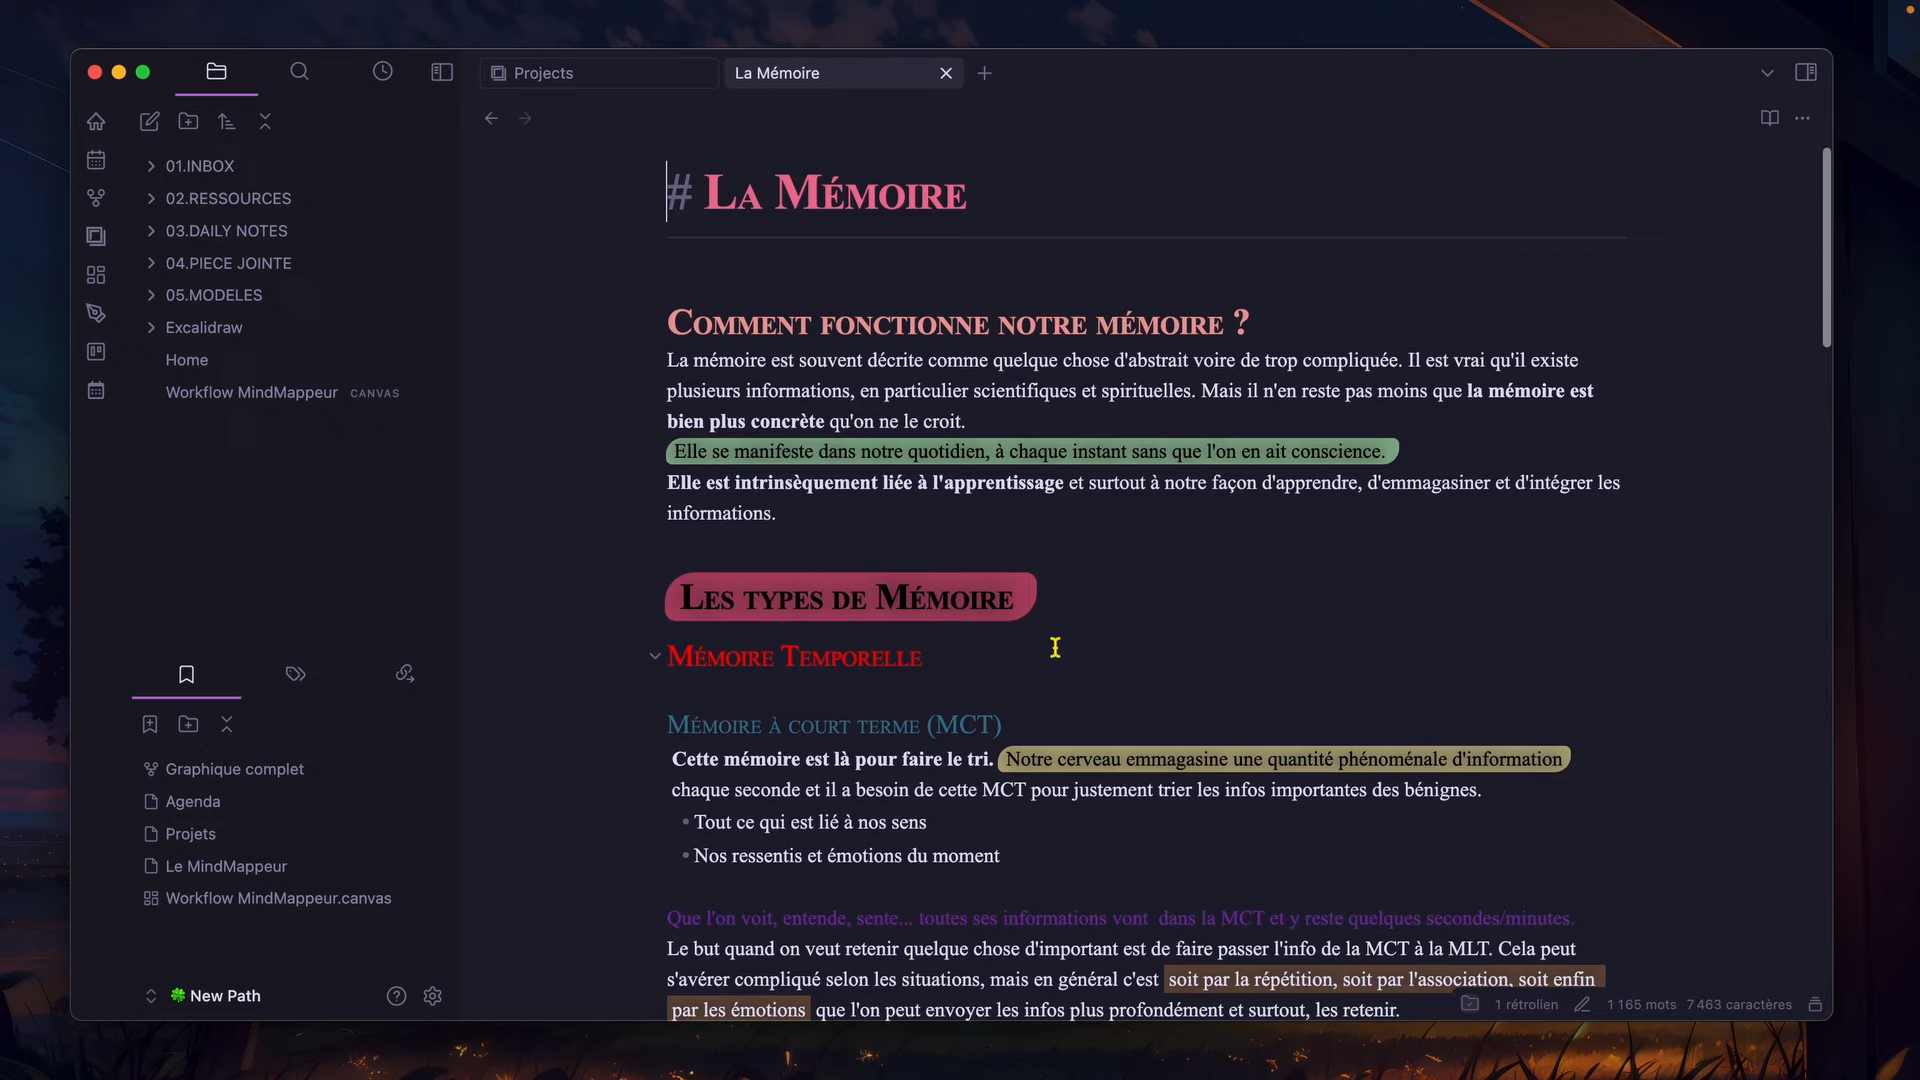 Projects
La Mémoire
01.INBOX
02.RESSOURCES
03.DAILY NOTES
04.PIECE JOINTE
05.MODELES
Excalidraw
Home
Workflow MindMappeur CANVAS
Graphique complet
Agenda
Projets
Le MindMappeur
Workflow MindMappeur.canvas
New Path
# La Mémoire
Comment fonctionne notre mémoire ?
La mémoire est souvent décrite comme quelque chose d'abstrait voire de trop compliquée. Il est vrai qu'il existe
plusieurs informations, en particulier scientifiques et spirituelles. Mais il n'en reste pas moins que la mémoire est
bien plus concrète qu'on ne le croit.
Elle se manifeste dans notre quotidien, à chaque instant sans que l'on en ait conscience.
Elle est intrinsèquement liée à l'apprentissage et surtout à notre façon d'apprendre, d'emmagasiner et d'intégrer les
informations.
Les types de Mémoire
Mémoire Temporelle
Mémoire à court terme (MCT)
Cette mémoire est là pour faire le tri. Notre cerveau emmagasine une quantité phénoménale d'information
chaque seconde et il a besoin de cette MCT pour justement trier les infos importantes des bénignes.
• Tout ce qui est lié à nos sens
• Nos ressentis et émotions du moment
Que l'on voit, entende, sente... toutes ses informations vont dans la MCT et y reste quelques secondes/minutes.
Le but quand on veut retenir quelque chose d'important est de faire passer l'info de la MCT à la MLT. Cela peut
s'avérer compliqué selon les situations, mais en général c'est soit par la répétition, soit par l'association, soit enfin
par les émotions que l'on peut envoyer les infos plus profondément et surtout, les retenir.
1 rétrolien 1 165 mots 7 463 caractères